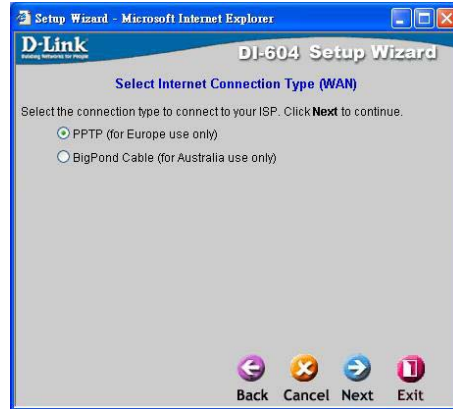 Setup Wizard - Microsoft Internet Explorer
D-Link
Building Networks for People
DI-604 Setup Wizard
Select Internet Connection Type (WAN)
Select the connection type to connect to your ISP. Click Next to continue.
PPTP (for Europe use only)
BigPond Cable (for Australia use only)
Back Cancel Next Exit